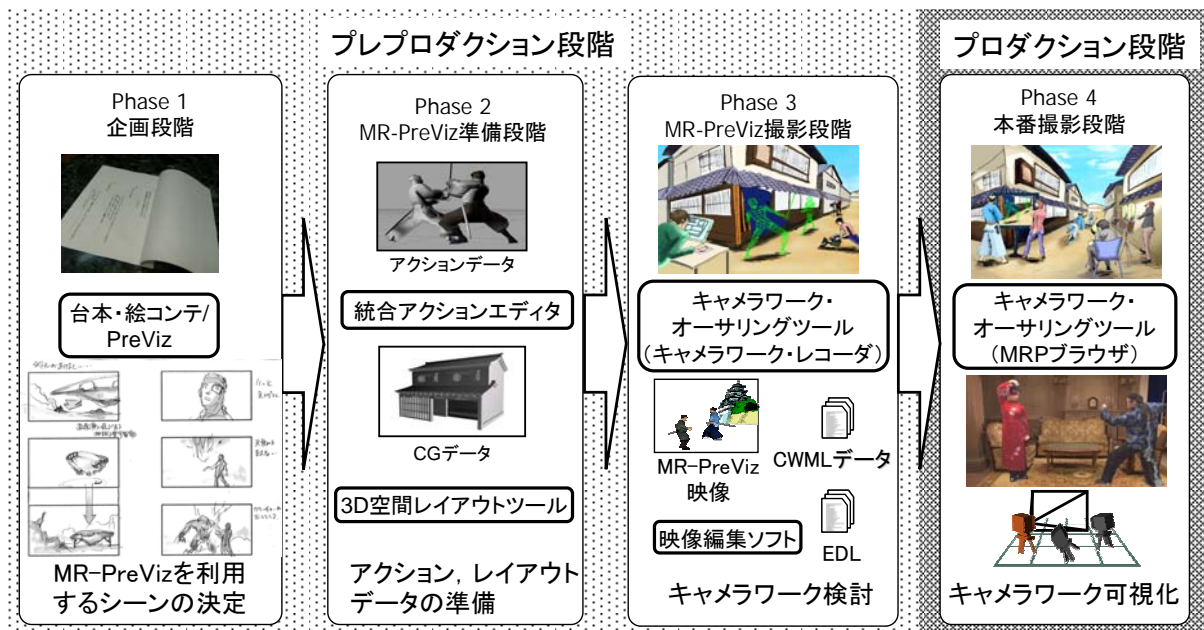 プレプロダクション段階
プロダクション段階
Phase 1
企画段階
台本・絵コンテ/
PreViz
MR-PreVizを利用
するシーンの決定
Phase 2
MR-PreViz準備段階
アクションデータ
統合アクションエディタ
CGデータ
3D空間レイアウトツール
アクション，レイアウト
データの準備
Phase 3
MR-PreViz撮影段階
キャメラワーク・
オーサリングツール
（キャメラワーク・レコーダ）
MR-PreViz
映像
CWMLデータ
映像編集ソフト
EDL
キャメラワーク検討
Phase 4
本番撮影段階
キャメラワーク・
オーサリングツール
（MRPブラウザ）
キャメラワーク可視化